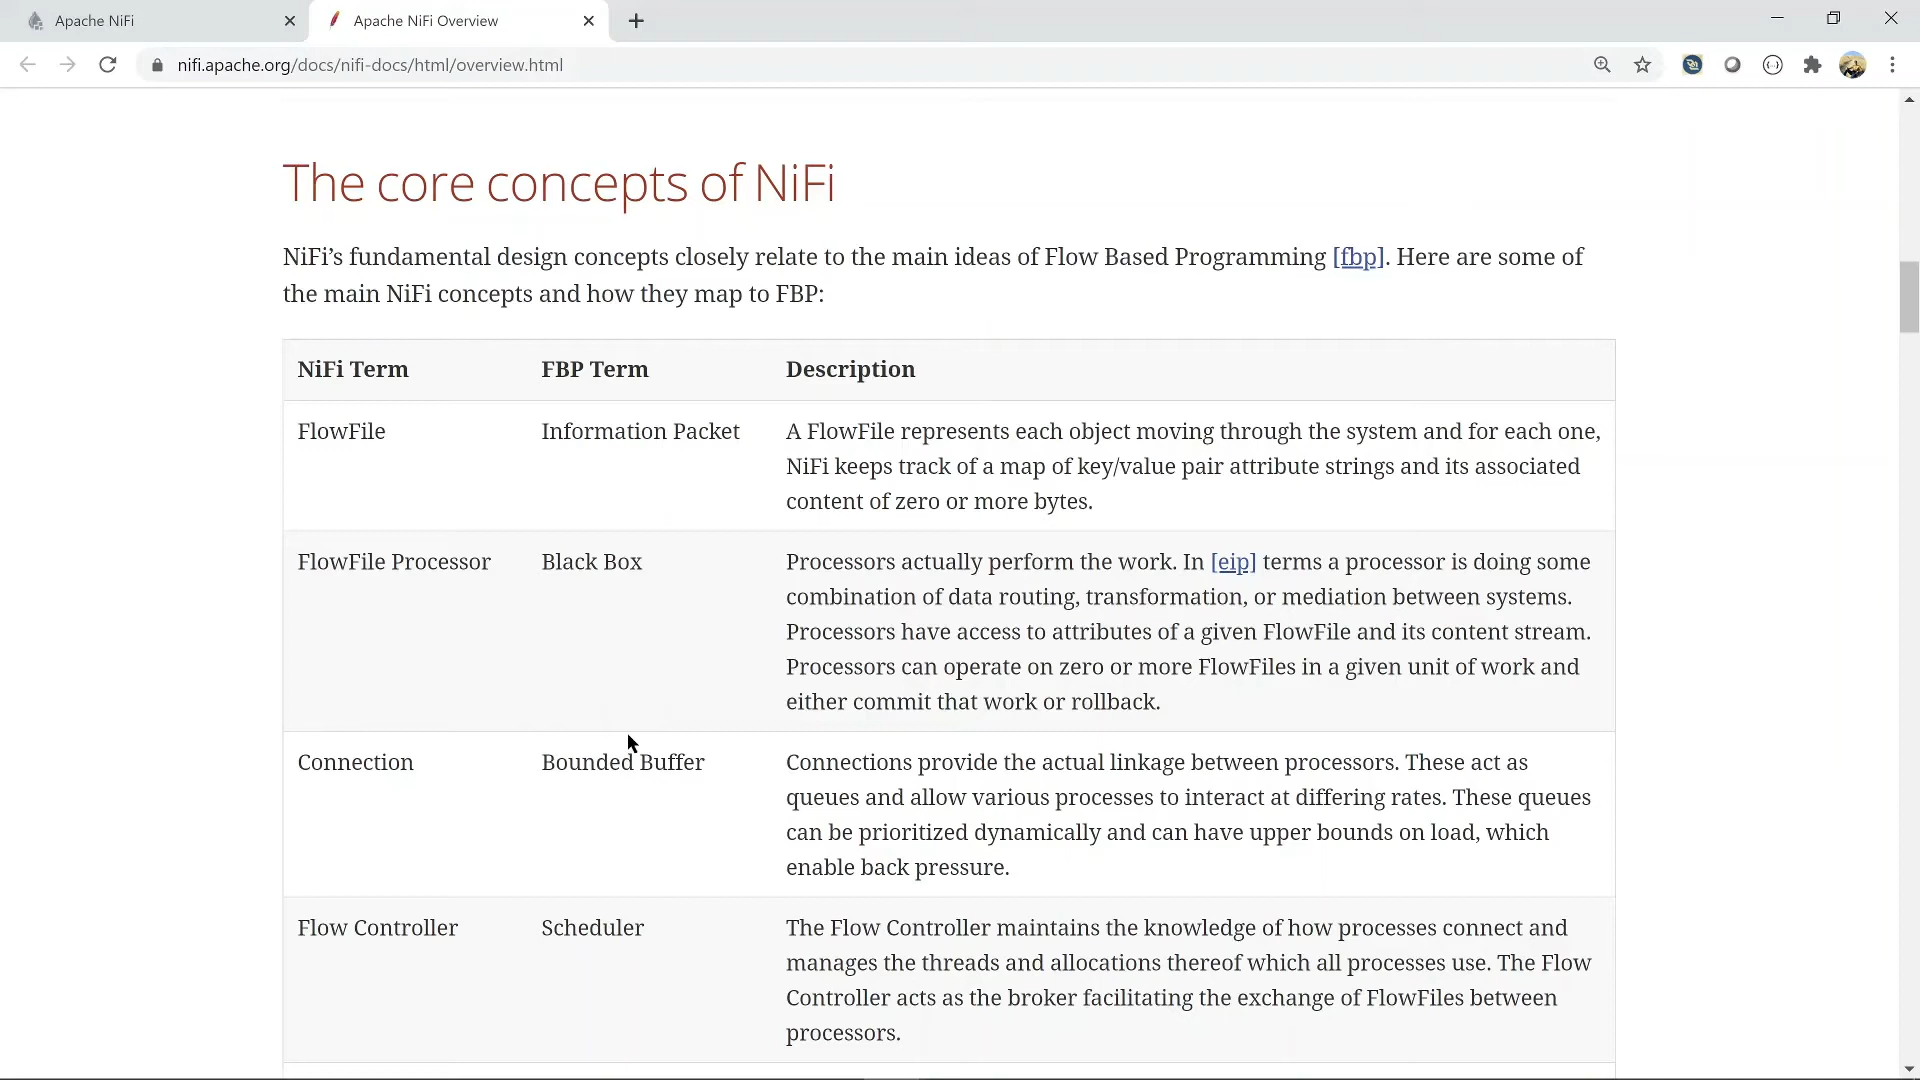 Apache NiFi
Apache NiFi Overview
nifi.apache.org/docs/nifi-docs/html/overview.html
The core concepts of NiFi
NiFi’s fundamental design concepts closely relate to the main ideas of Flow Based Programming [fbp]. Here are some of
the main NiFi concepts and how they map to FBP:
NiFi Term FBP Term Description
FlowFile Information Packet A FlowFile represents each object moving through the system and for each one,
NiFi keeps track of a map of key/value pair attribute strings and its associated
content of zero or more bytes.
FlowFile Processor Black Box Processors actually perform the work. In [eip] terms a processor is doing some
combination of data routing, transformation, or mediation between systems.
Processors have access to attributes of a given FlowFile and its content stream.
Processors can operate on zero or more FlowFiles in a given unit of work and
either commit that work or rollback.
Connection Bounded Buffer Connections provide the actual linkage between processors. These act as
queues and allow various processes to interact at differing rates. These queues
can be prioritized dynamically and can have upper bounds on load, which
enable back pressure.
Flow Controller Scheduler The Flow Controller maintains the knowledge of how processes connect and
manages the threads and allocations thereof which all processes use. The Flow
Controller acts as the broker facilitating the exchange of FlowFiles between
processors.